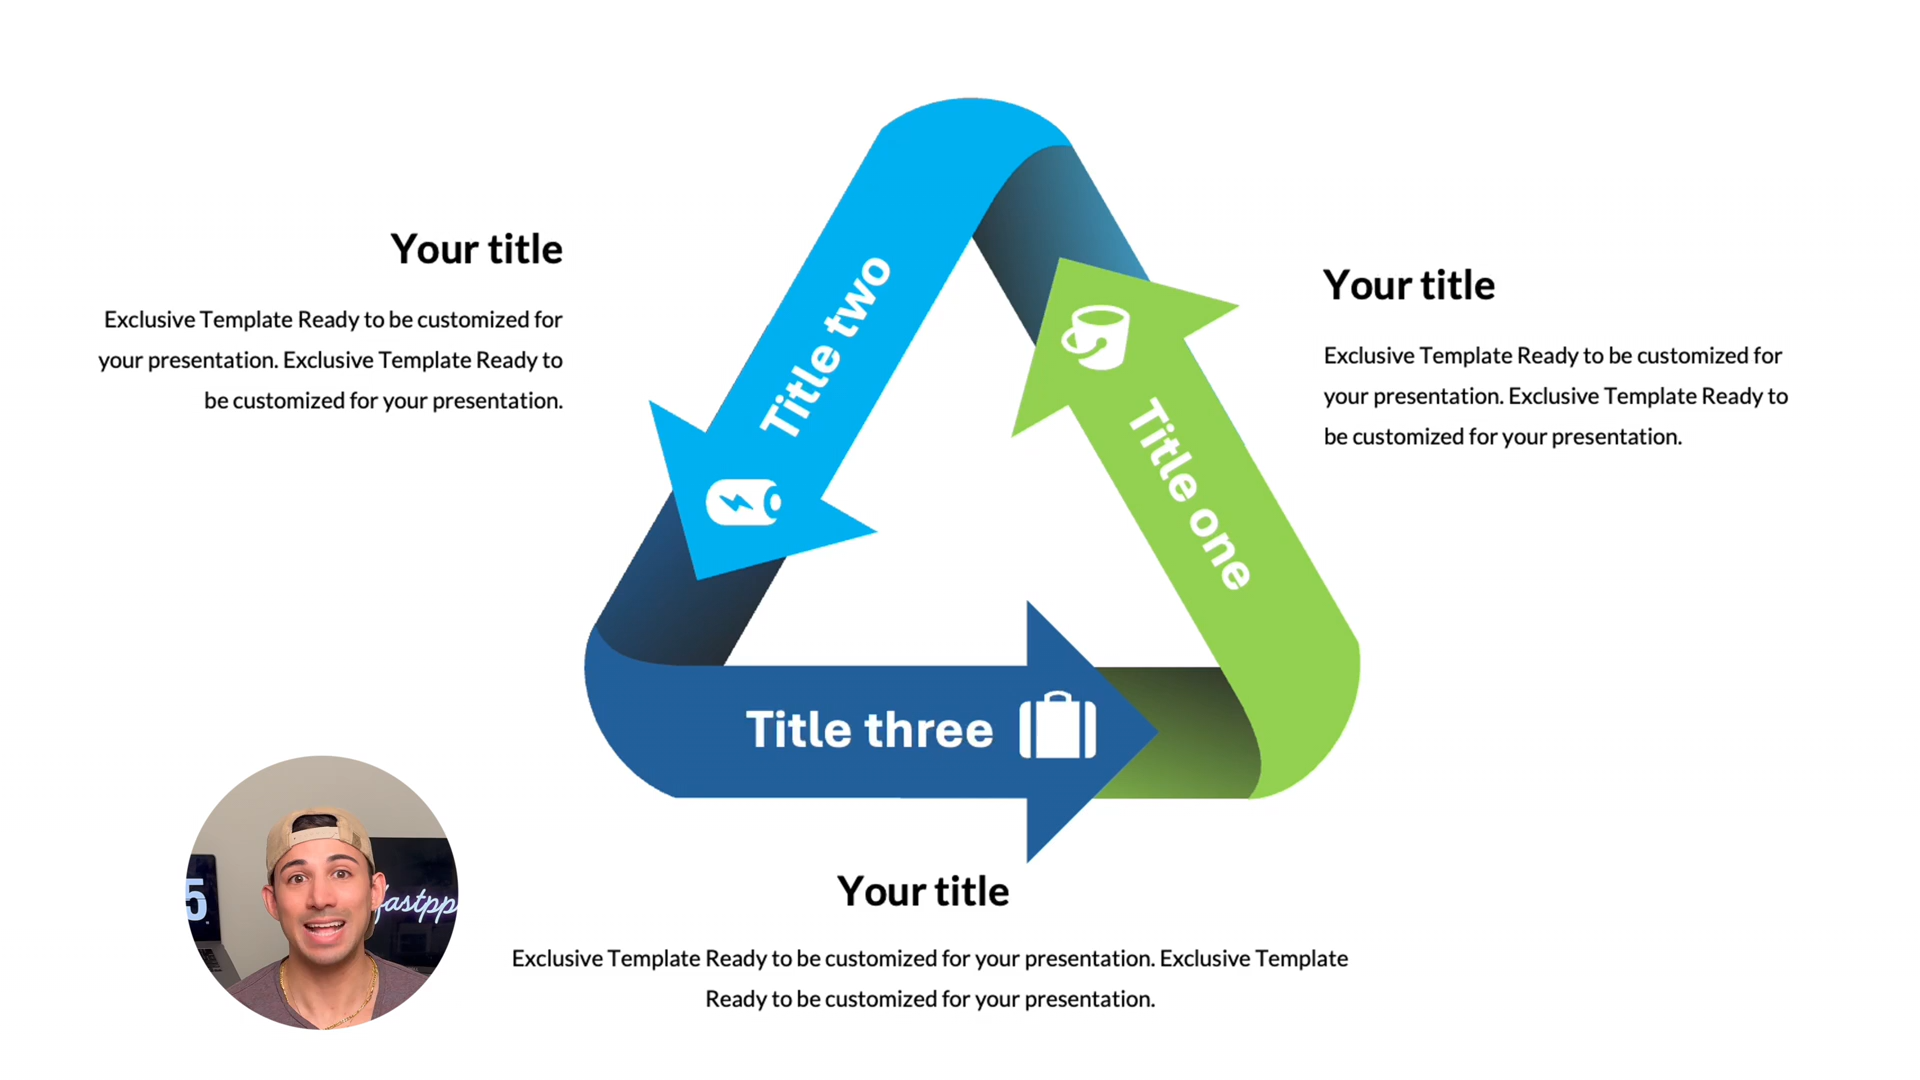 Your title
Exclusive Template Ready to be customized for
your presentation. Exclusive Template Ready to
be customized for your presentation.
Title two
Title one
Your title
Exclusive Template Ready to be customized for
your presentation. Exclusive Template Ready to
be customized for your presentation.
Title three
5
fastpp
Your title
Exclusive Template Ready to be customized for your presentation. Exclusive Template
Ready to be customized for your presentation.